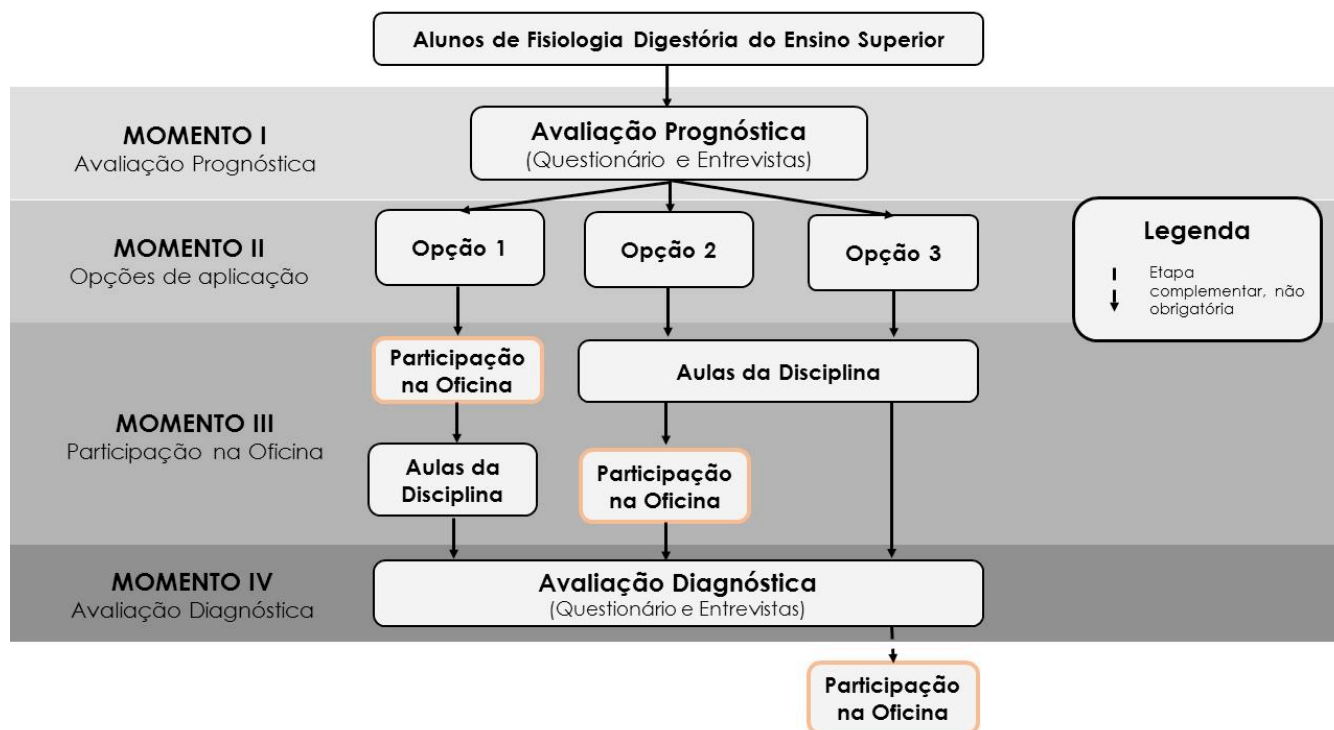 Alunos de Fisiologia Digestória do Ensino Superior
MOMENTO I
Avaliação Prognóstica
Avaliação Prognóstica
(Questionário e Entrevistas)
MOMENTO II
Opções de aplicação
Opção 1
Opção 2
Opção 3
Legenda
Etapa
complementar, não
obrigatória
MOMENTO III
Participação na Oficina
Participação
na Oficina
Aulas da Disciplina
Aulas da
Disciplina
Participação
na Oficina
MOMENTO IV
Avaliação Diagnóstica
Avaliação Diagnóstica
(Questionário e Entrevistas)
Participação
na Oficina